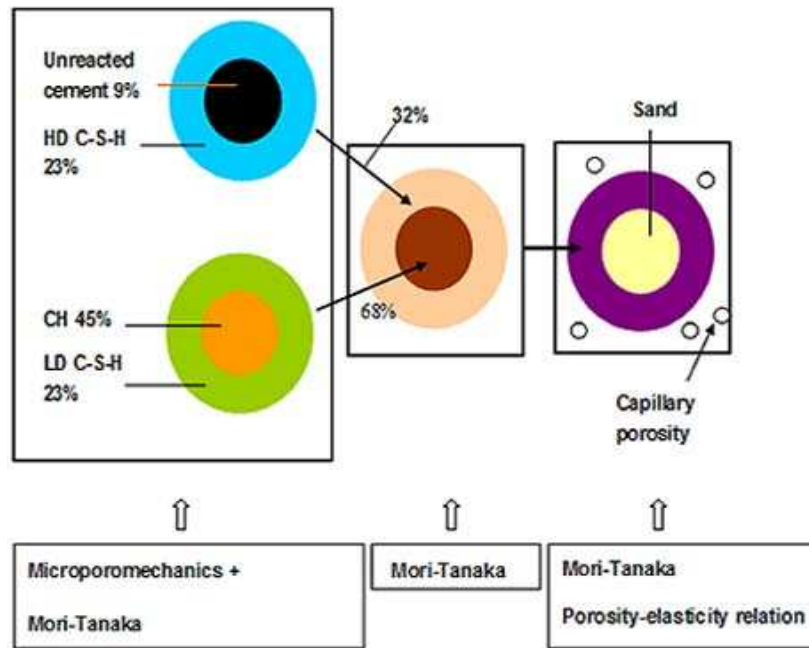 Unreacted
cement 9%
HD C-S-H
23%
CH 45%
LD C-S-H
23%
32%
68%
Sand
Capillary
porosity
Microporomechanics +
Mori-Tanaka
Mori-Tanaka
Mori-Tanaka
Porosity-elasticity relation